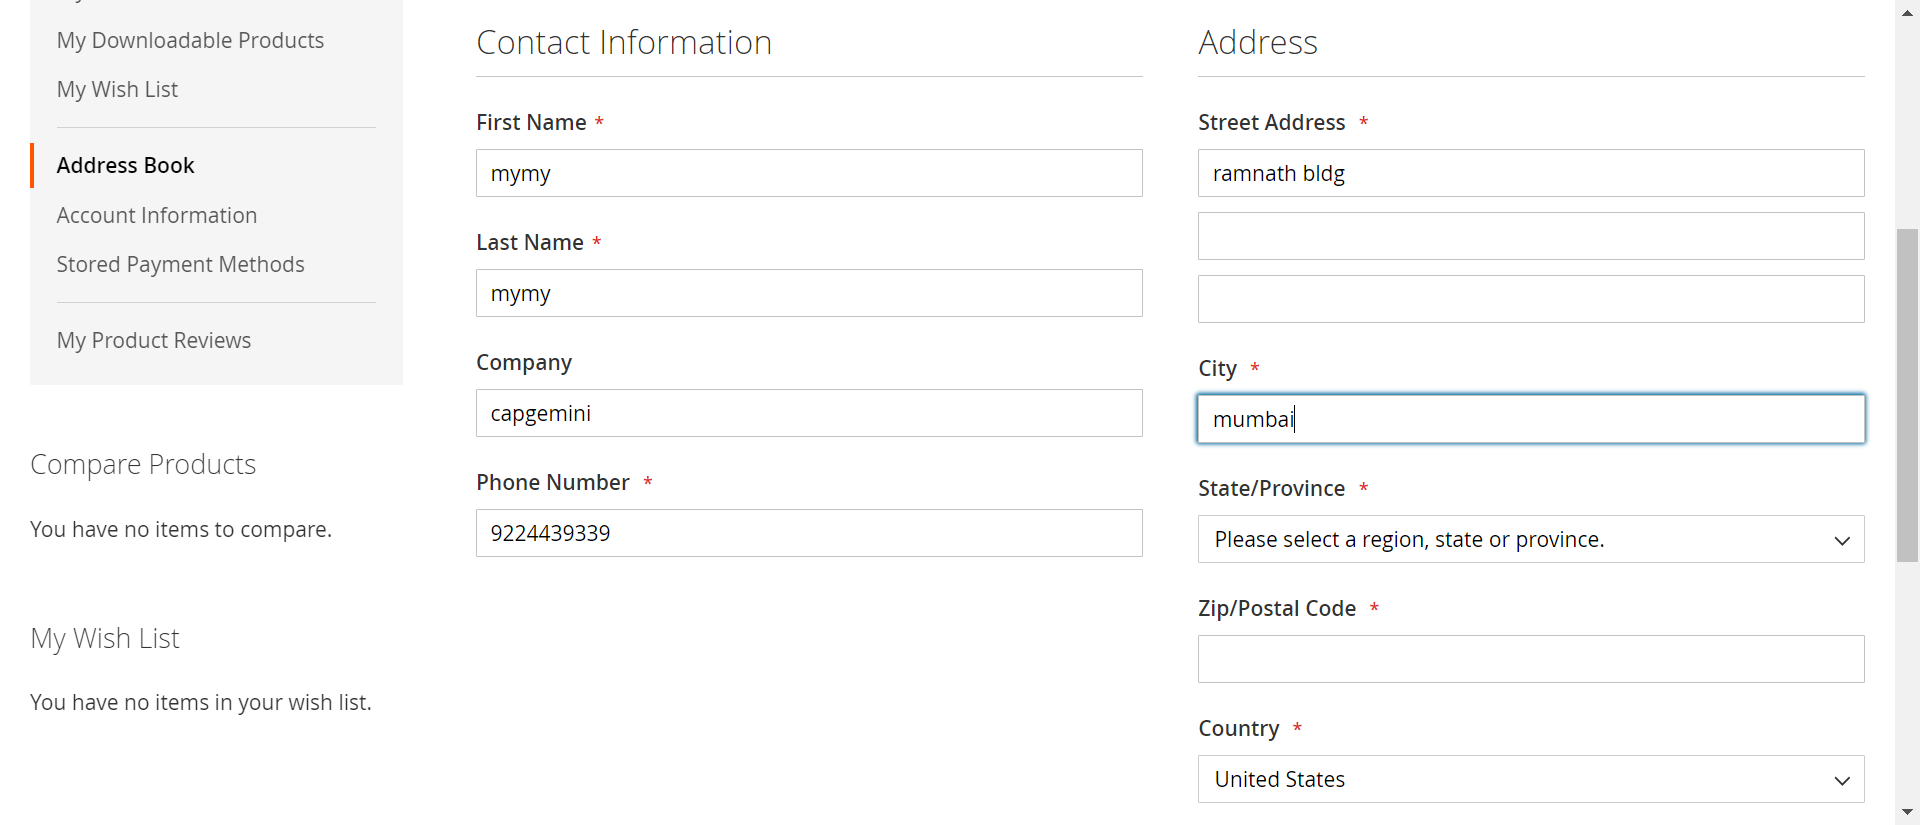 My Downloadable Products
My Wish List
Address Book
Account Information
Stored Payment Methods
My Product Reviews
Compare Products
You have no items to compare.
My Wish List
You have no items in your wish list.
Contact Information
First Name *
mymy
Last Name *
mymy
Company
capgemini
Phone Number *
9224439339
Address
Street Address *
ramnath bldg
City *
mumbai
State/Province *
Please select a region, state or province.
Zip/Postal Code *
Country *
United States